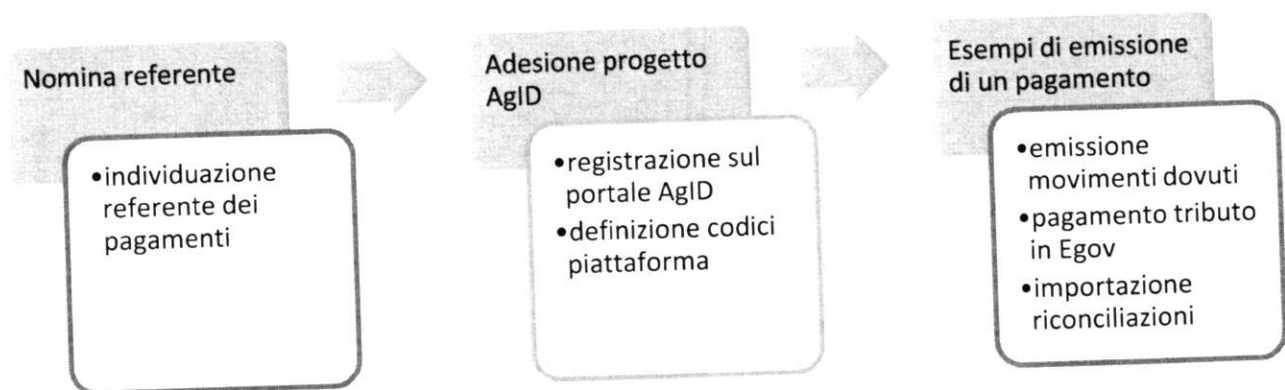 Nomina referente
•individuazione
referente dei
pagamenti
Adesione progetto
AgID
•registrazione sul
portale AgID
•definizione codici
piattaforma
Esempi di emissione
di un pagamento
•emissione
movimenti dovuti
•pagamento tributo
in Egov
•importazione
riconciliazioni